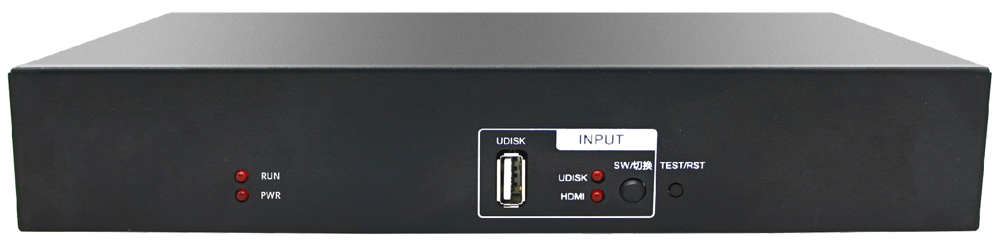 UDISK
INPUT
SW/切换
TEST/RST
RUN
UDISK
PWR
HDMI